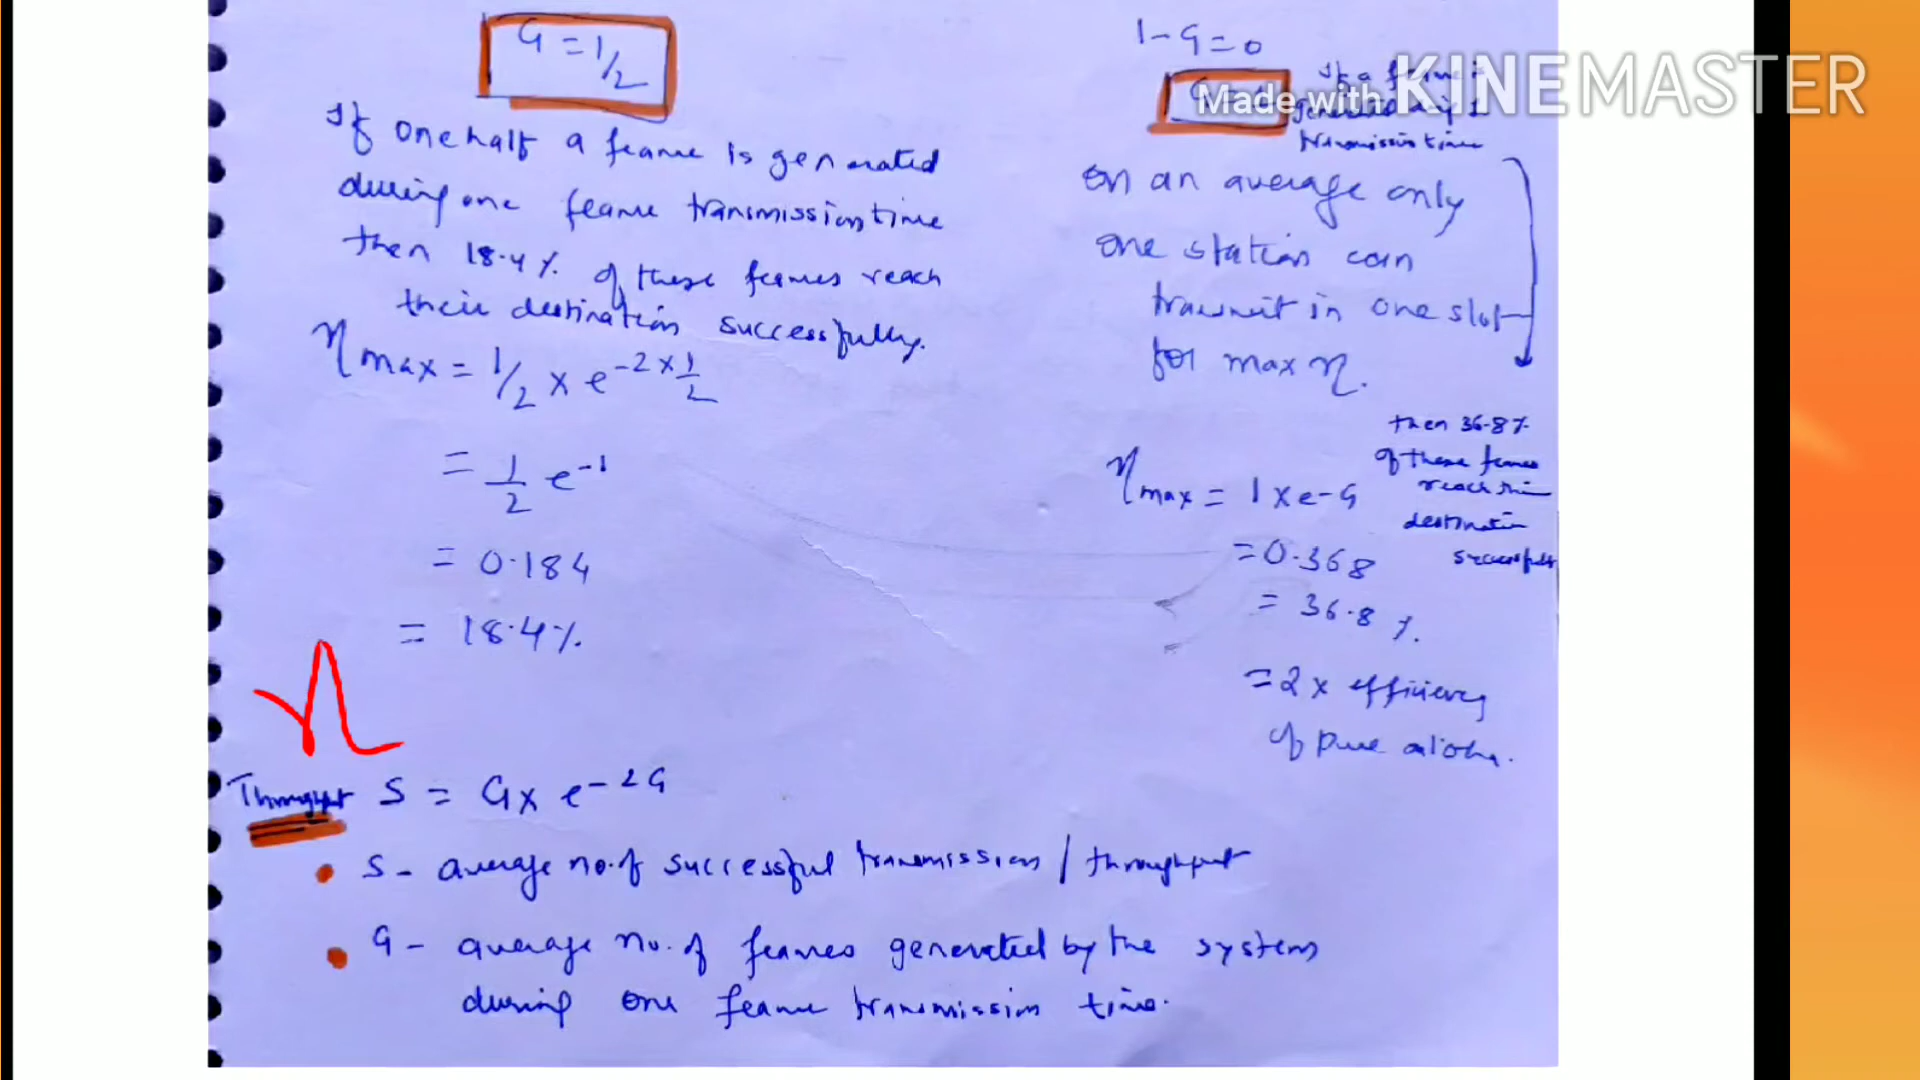 G = 1/2
If one half a frame is generated
during one frame transmission time
then 18.4% of these frames reach
their destination successfully.
η max = 1/2 x e^-2 x 1/2
= 1/2 e^-1
= 0.184
= 18.4%
1 - G = 0
Made with KINEMASTER
transmission time
on an average only
one station can
transmit in one slot
for max η.
then 36.8%
of these frames
reach
destination
successfully
η max = 1 x e-G
= 0.368
= 36.8 %.
= 2 x efficiency
of pure aloha.
Throughput S = G x e^-2G
S - average no. of successful transmission / throughput
G - average no. of frames generated by the system
during one frame transmission time.